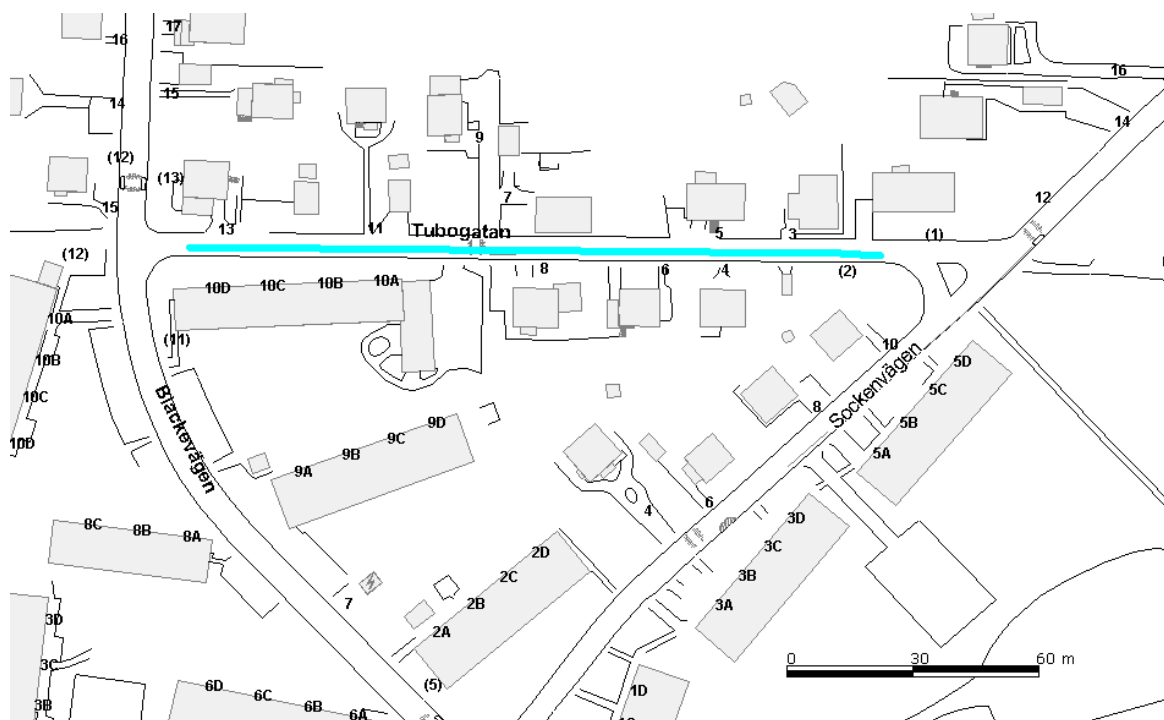 17
16
16
15
14
14
9
(12)
(13)
7
12
15
13
11
Tubogatan
5
3
(1)
(12)
8
6
4
(2)
10D
10C
10B
10A
10A
(11)
10
10B
Sockenvägen
5D
10C
Blackevägen
5C
8
10D
9D
9C
5B
9B
5A
9A
6
4
3D
8C
8B
8A
3C
2D
2C
3B
7
2B
3A
3D
2A
3C
(5)
6D
6C
1D
3B
6B
6A
0
30
60 m